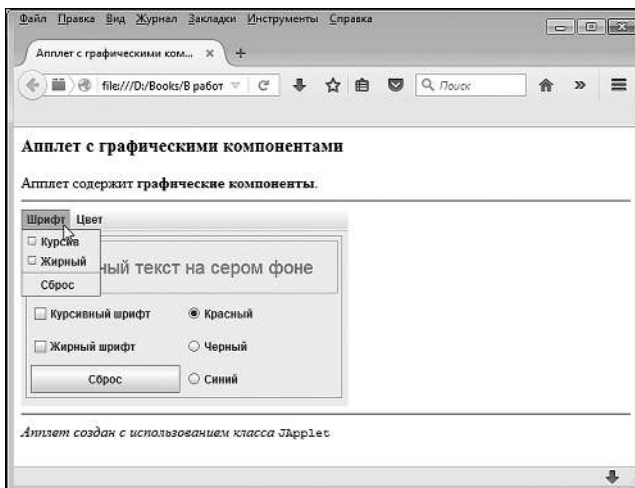 Файл Правка Вид Журнал Закладки Инструменты Справка
Апплет с графическими ком... × +
file:///D:/Books/В работ
Поиск
Апплет с графическими компонентами
Апплет содержит графические компоненты.
Шрифт Цвет
Курсив
Жирный
Сброс
текст на сером фоне
Курсивный шрифт
Красный
Жирный шрифт
Черный
Сброс
Синий
Апплет создан с использованием класса JApplet